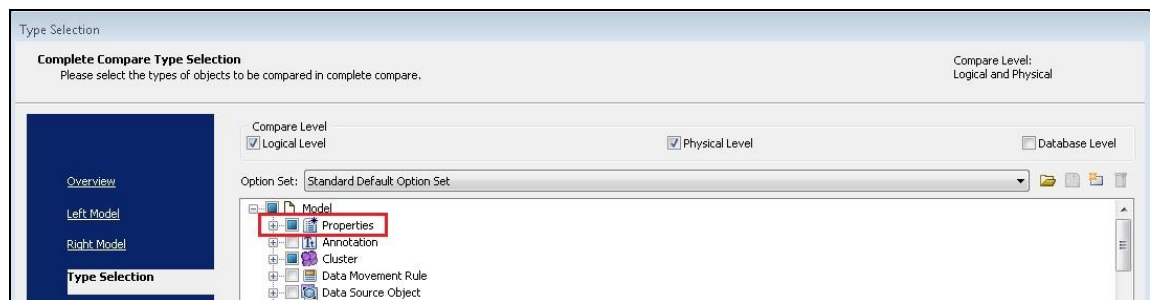 Type Selection
Complete Compare Type Selection
Please select the types of objects to be compared in complete compare.
Compare Level:
Logical and Physical
Compare Level
Logical Level
Physical Level
Database Level
Overview
Left Model
Right Model
Type Selection
Option Set: Standard Default Option Set
Model
Properties
Annotation
Cluster
Data Movement Rule
Data Source Object